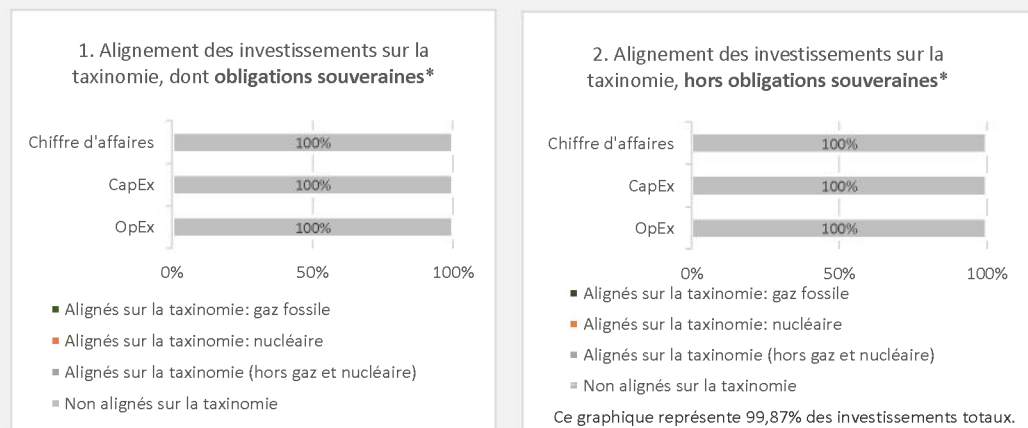 1. Alignement des investissements sur la
taxinomie, dont obligations souveraines*
Chiffre d'affaires
100%
CapEx
100%
OpEx
100%
0%
50%
100%
Alignés sur la taxinomie: gaz fossile
Alignés sur la taxinomie: nucléaire
Alignés sur la taxinomie (hors gaz et nucléaire)
Non alignés sur la taxinomie
2. Alignement des investissements sur la
taxinomie, hors obligations souveraines*
Chiffre d'affaires
100%
CapEx
100%
OpEx
100%
0%
50%
100%
Alignés sur la taxinomie: gaz fossile
Alignés sur la taxinomie: nucléaire
Alignés sur la taxinomie (hors gaz et nucléaire)
Non alignés sur la taxinomie
Ce graphique représente 99,87% des investissements totaux.